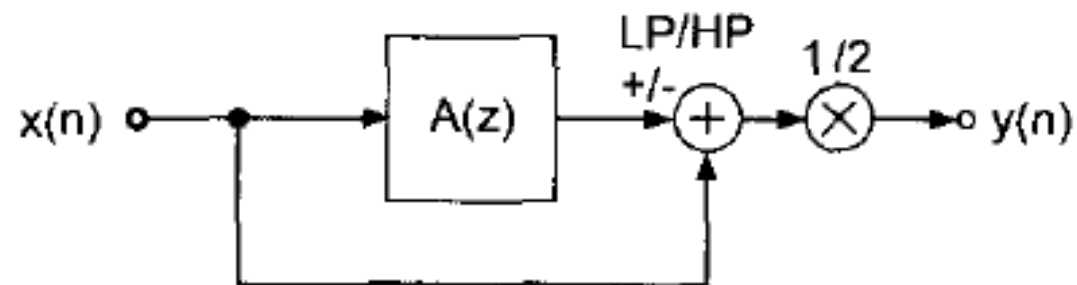 LP/HP
+/-
1/2
x(n)
A(z)
+
×
y(n)